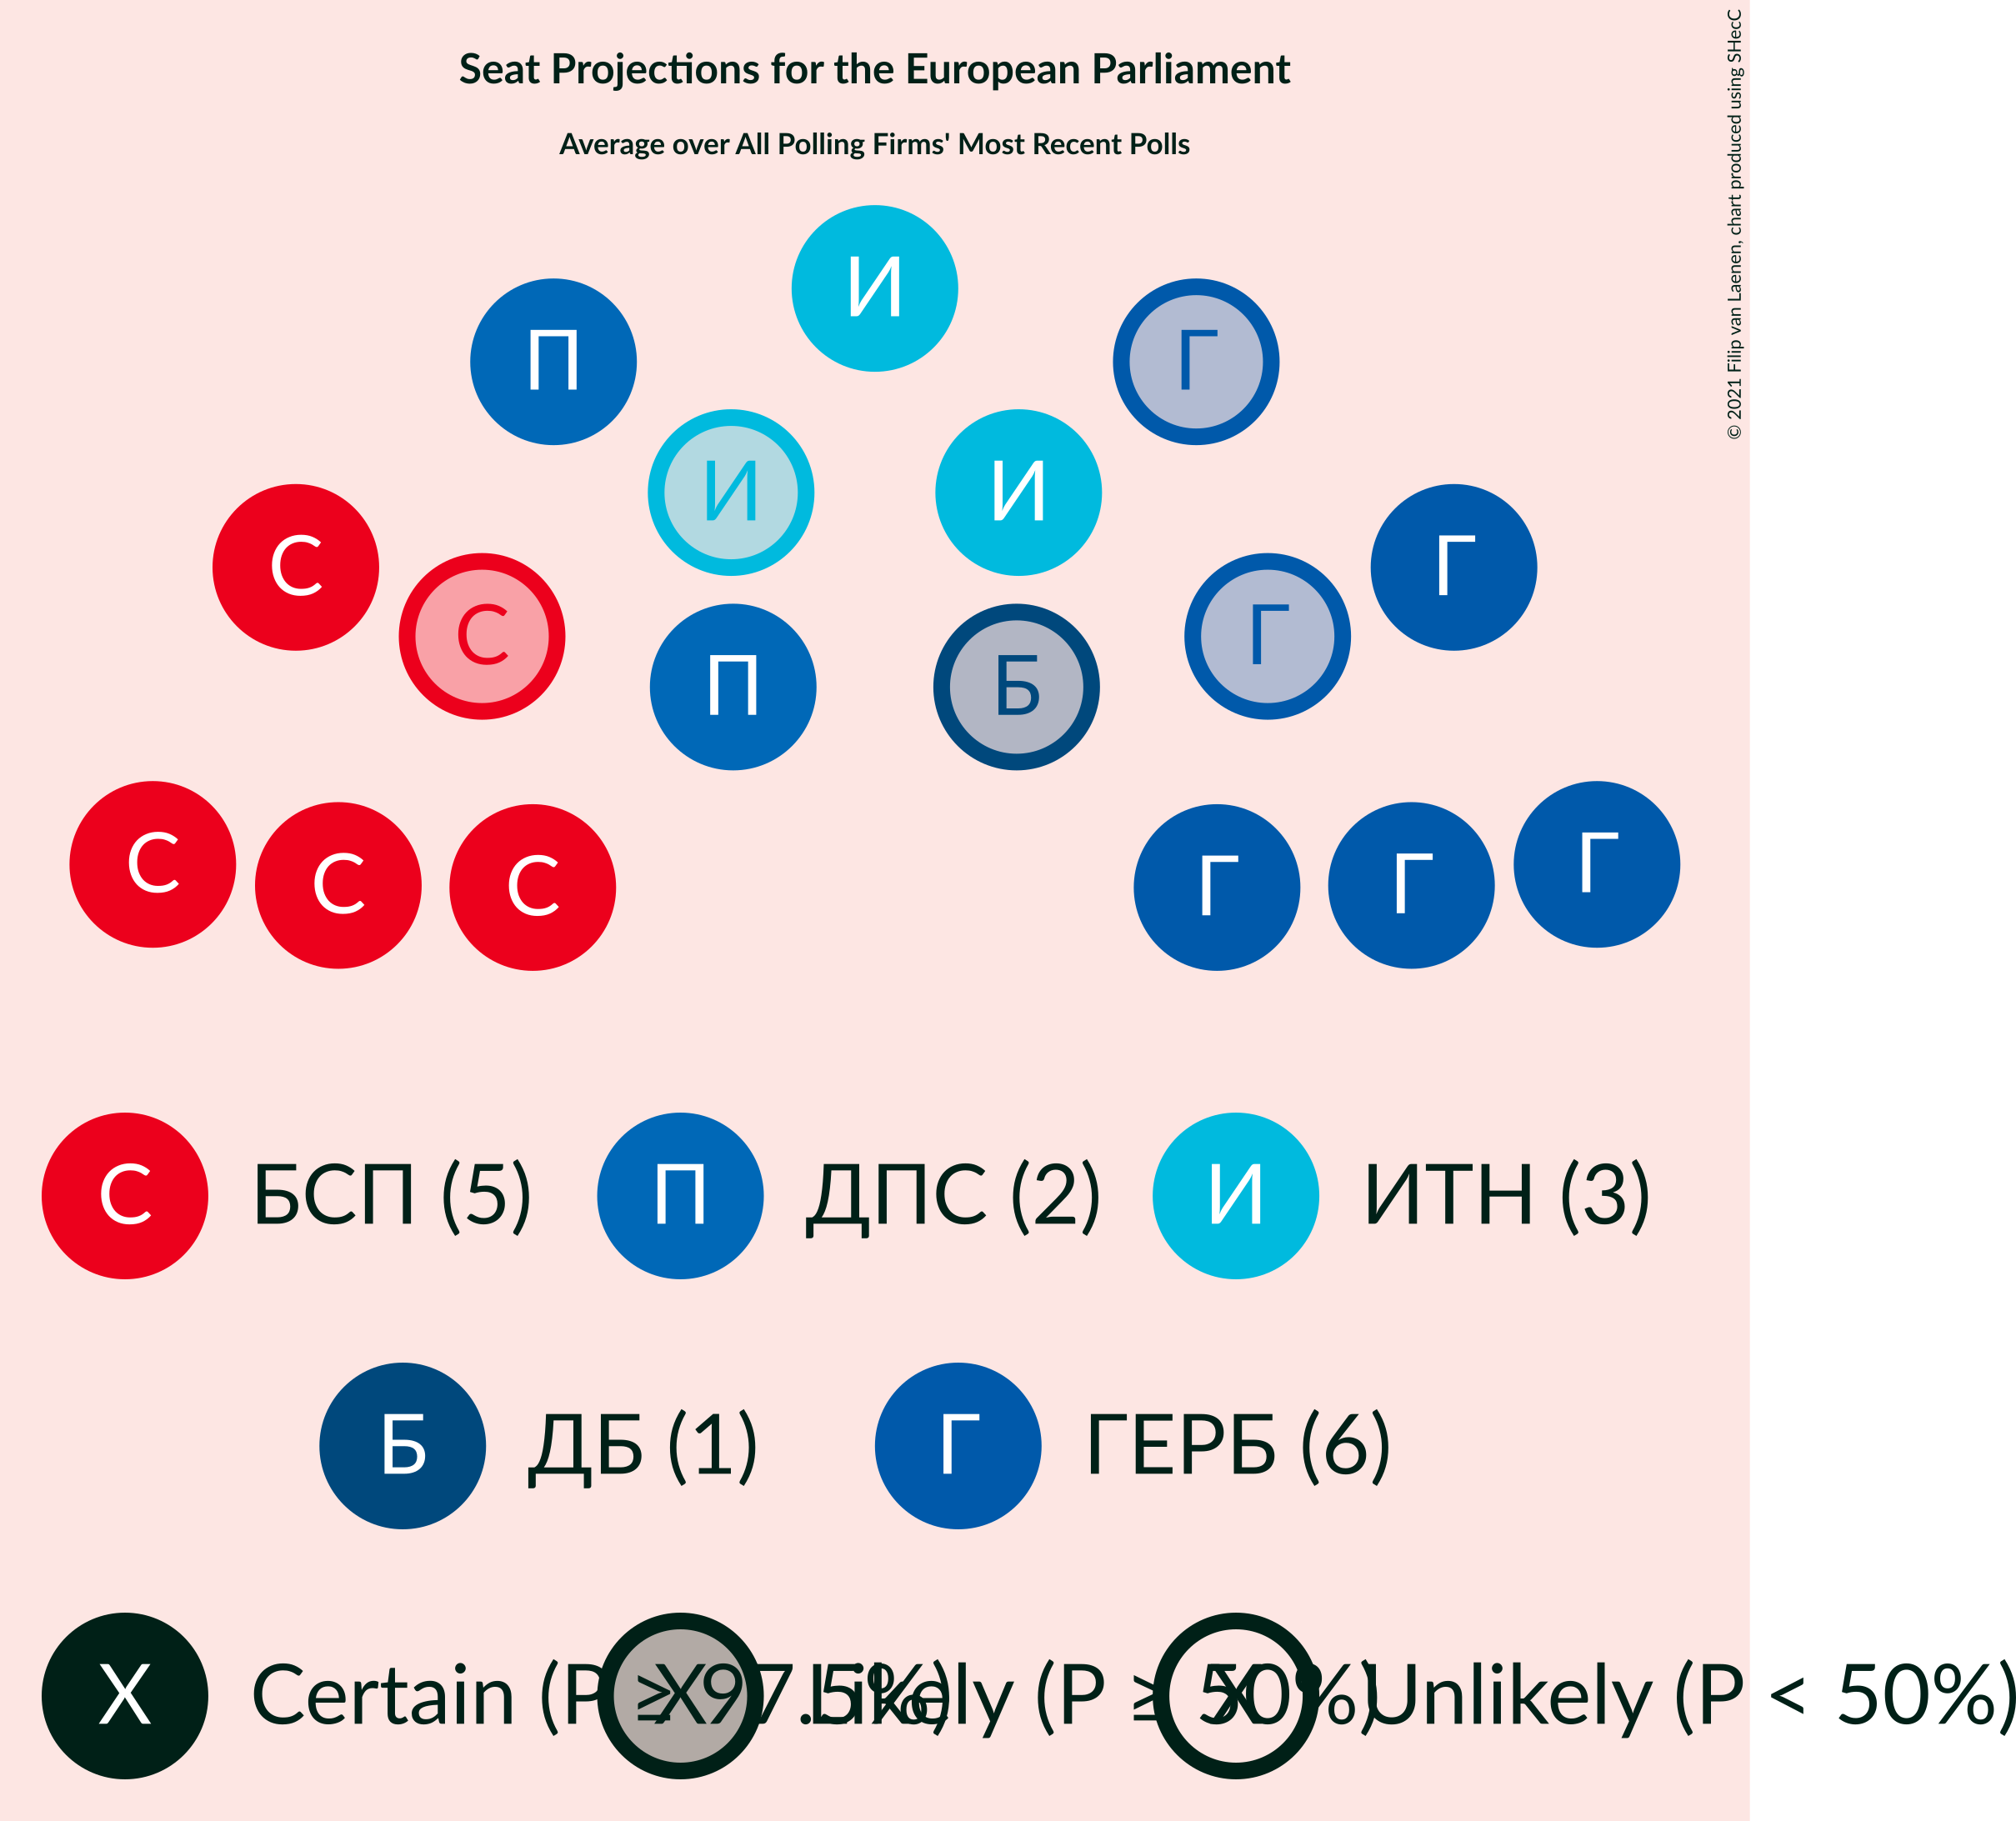 Seat Projections for the European Parliament
Average over All Polling Firms' Most Recent Polls
© 2021 Filip van Laenen, chart produced using SHecC
И
П
Г
И
И
С
Г
С
Г
П
Б
С
С
С
Г
Г
Г
С БСП (5) П ДПС (2) И ИТН (3)
Б ДБ (1) Г ГЕРБ (6)
X Certain (P ≥ 97.5%) X Likely (P ≥ 50%) X Unlikely (P < 50%)